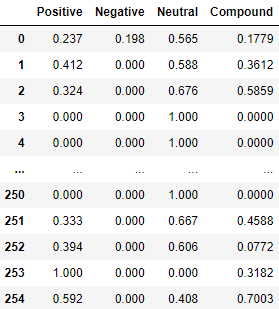 Positive Negative Neutral Compound
0 0.237 0.198 0.565 0.1779
1 0.412 0.000 0.588 0.3612
2 0.324 0.000 0.676 0.5859
3 0.000 0.000 1.000 0.0000
4 0.000 0.000 1.000 0.0000
... ... ... ... ...
250 0.000 0.000 1.000 0.0000
251 0.333 0.000 0.667 0.4588
252 0.394 0.000 0.606 0.0772
253 1.000 0.000 0.000 0.3182
254 0.592 0.000 0.408 0.7003